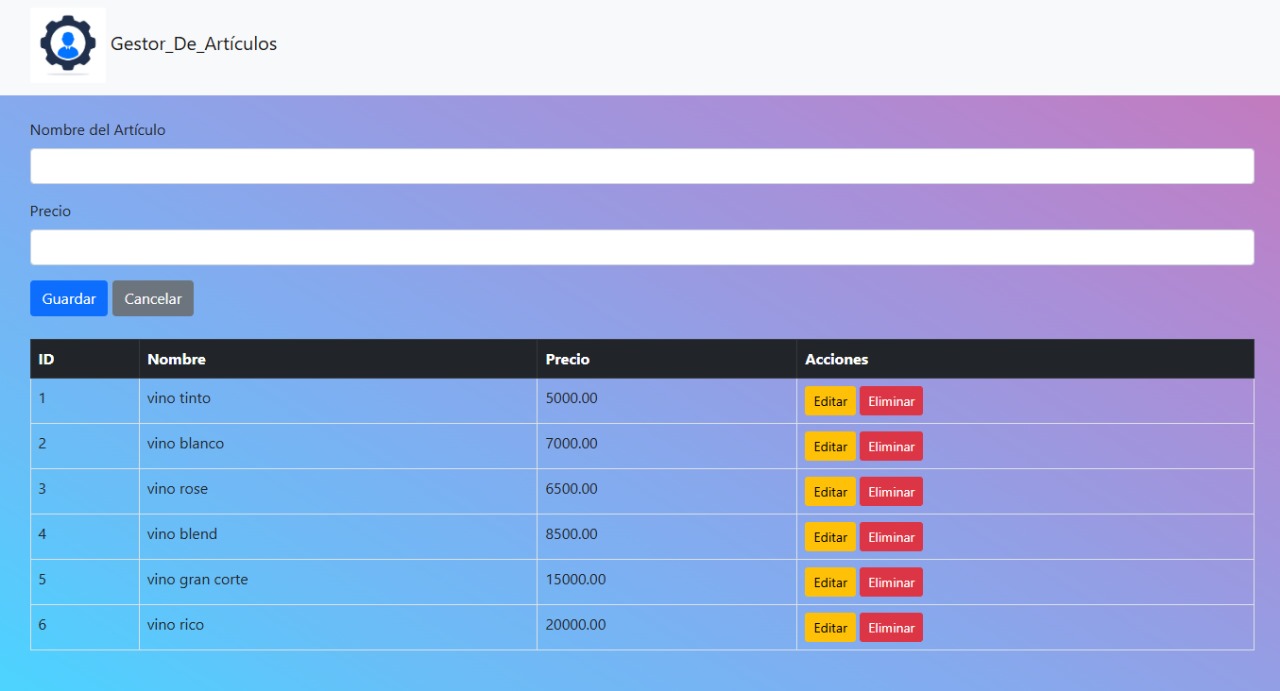 Gestor_De_Artículos
Nombre del Artículo
Precio
Guardar Cancelar
ID Nombre Precio Acciones
1 vino tinto 5000.00 Editar Eliminar
2 vino blanco 7000.00 Editar Eliminar
3 vino rose 6500.00 Editar Eliminar
4 vino blend 8500.00 Editar Eliminar
5 vino gran corte 15000.00 Editar Eliminar
6 vino rico 20000.00 Editar Eliminar